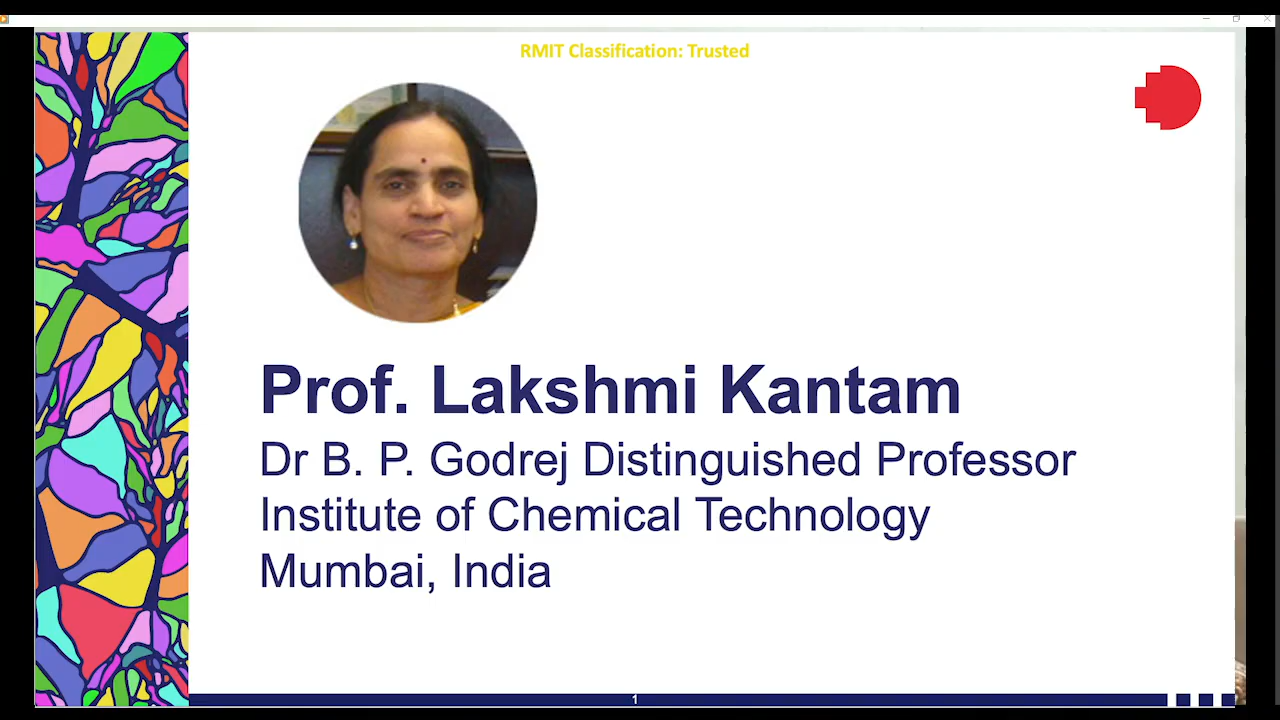 RMIT Classification: Trusted
Prof. Lakshmi Kantam
Dr B. P. Godrej Distinguished Professor
Institute of Chemical Technology
Mumbai, India
1